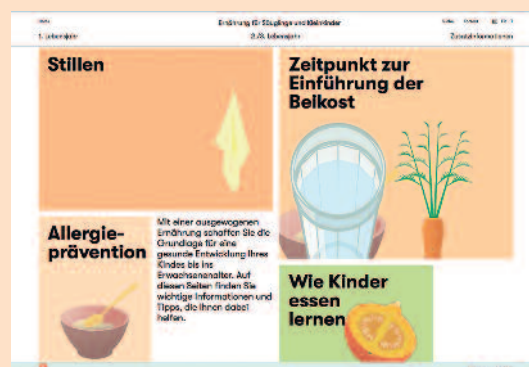 Ernährung für Säuglinge und Kleinkinder
1. Lebensjahr
2./3. Lebensjahr
Zusatzinformationen
Stillen
Zeitpunkt zur
Einführung der
Beikost
Allergie-
prävention
Mit einer ausgewogenen
Ernährung schaffen Sie die
Grundlage für eine
gesunde Entwicklung Ihres
Kindes bis ins
Erwachsenenalter. Auf
diesen Seiten finden Sie
wichtige Informationen und
Tipps, die Ihnen dabei
helfen.
Wie Kinder
essen
lernen